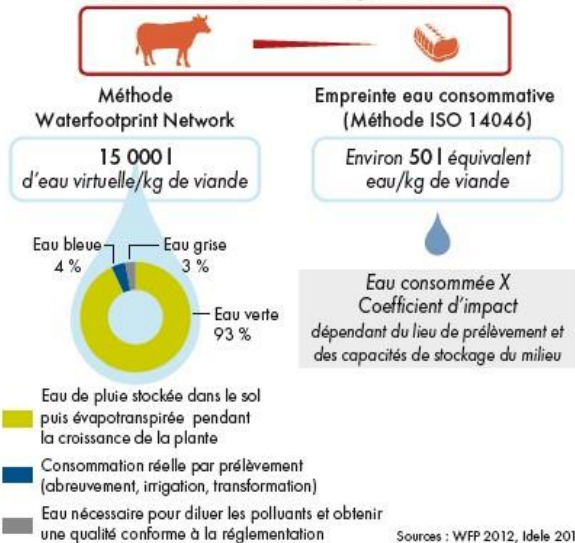 Méthode
Waterfootprint Network
15 000 l
d'eau virtuelle/kg de viande
Eau bleue
4 %
Eau grise
3 %
Eau verte
93 %
Empreinte eau consommative
(Méthode ISO 14046)
Environ 50 l équivalent
eau/kg de viande
Eau consommée X
Coefficient d'impact
dépendant du lieu de prélèvement et
des capacités de stockage du milieu
Eau de pluie stockée dans le sol
puis évapotranspirée pendant
la croissance de la plante
Consommation réelle par prélèvement
(abreuvement, irrigation, transformation)
Eau nécessaire pour diluer les polluants et obtenir
une qualité conforme à la réglementation
Sources : WFP 2012, Idele 201